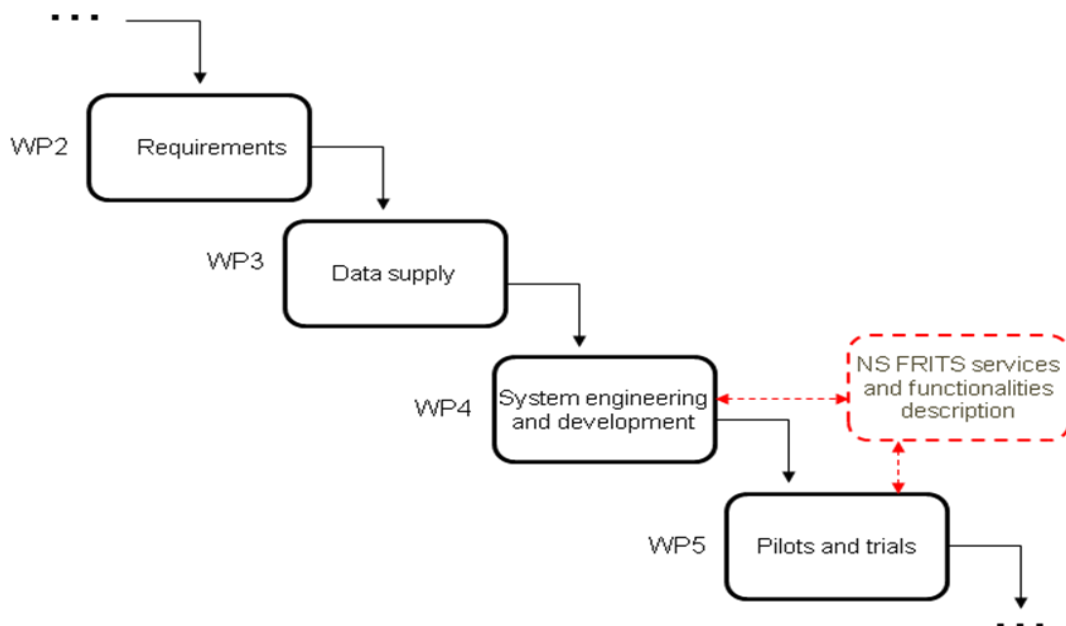 ...
WP2
Requirements
WP3
Data supply
WP4
System engineering
and development
NS FRITS services
and functionalities
description
WP5
Pilots and trials
...